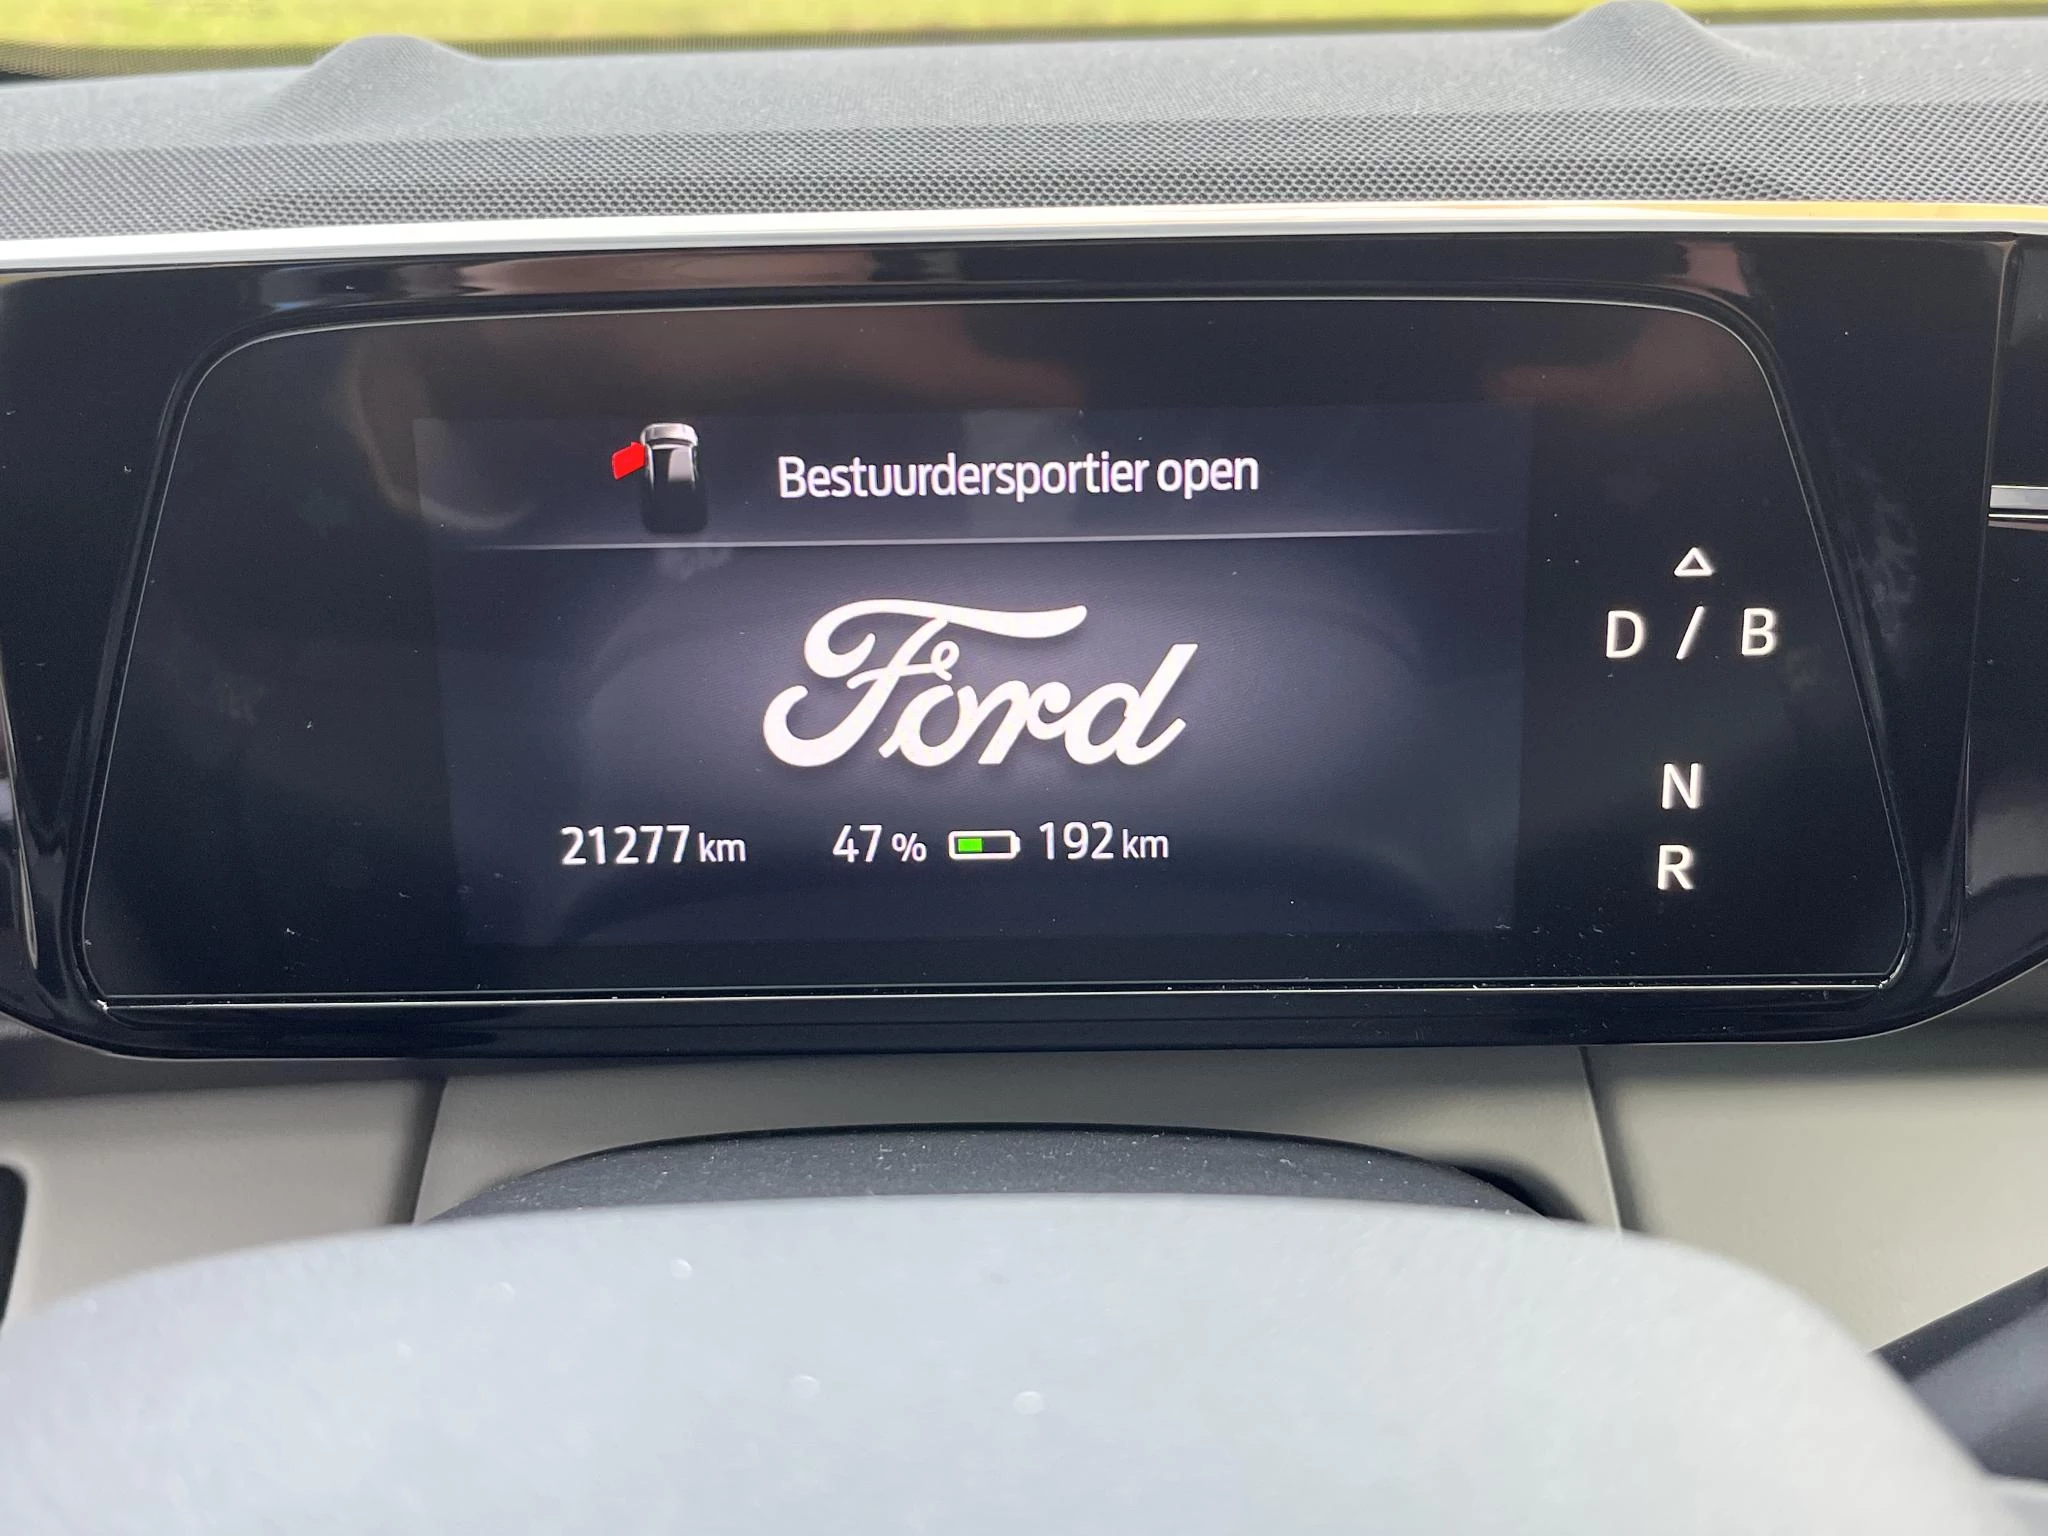 Bestuurdersportier open
Ford
21277 km 47 % 192 km
D / B
N
R